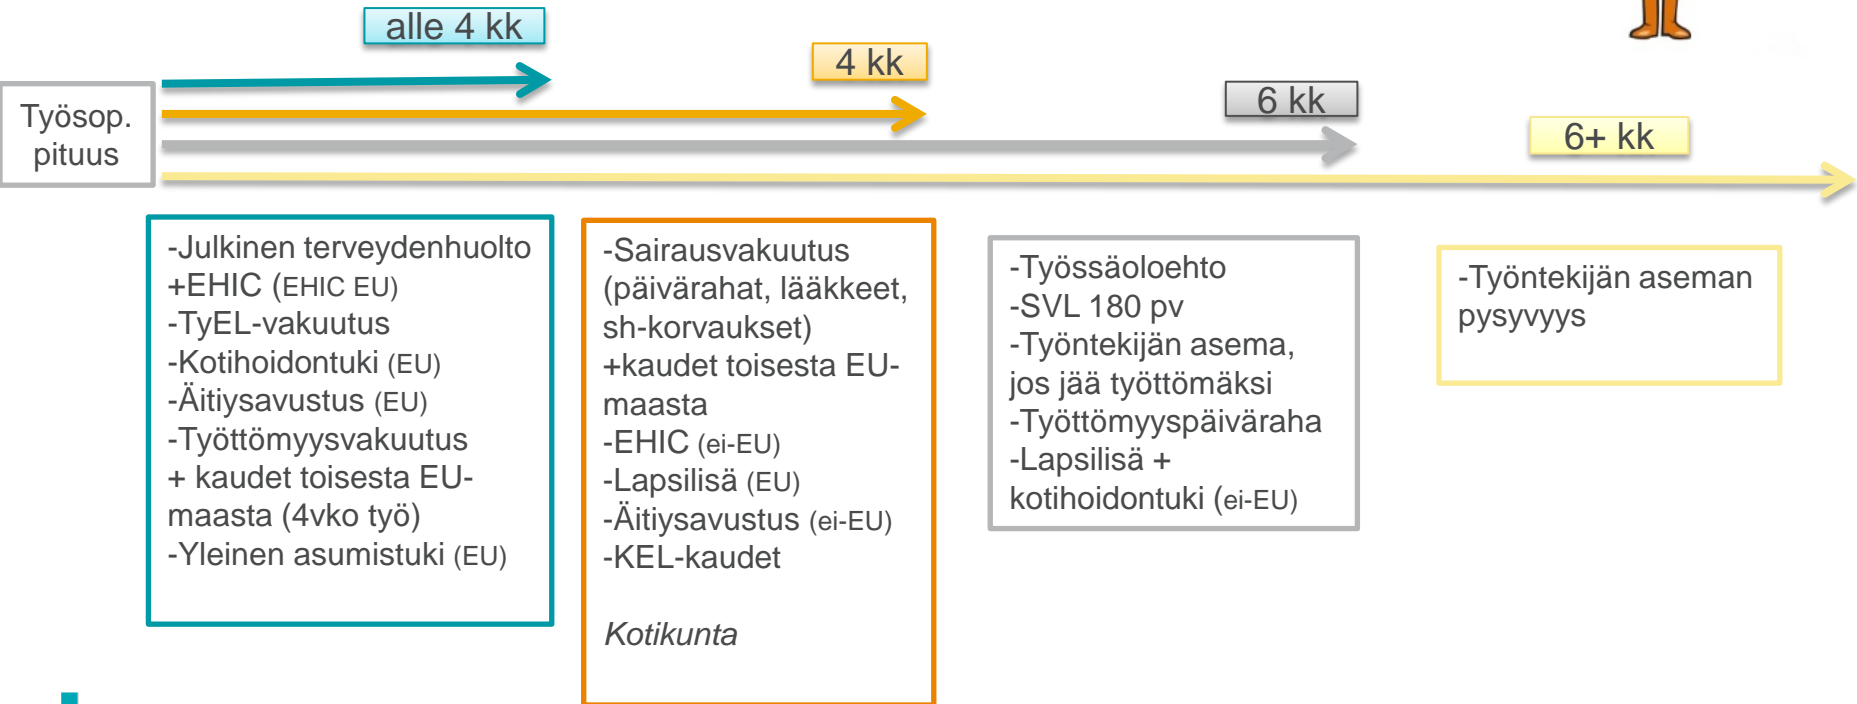 alle 4 kk
4 kk
6 kk
6+ kk
Työsop.
pituus
-Julkinen terveydenhuolto
+EHIC (EHIC EU)
-TyEL-vakuutus
-Kotihoidontuki (EU)
-Äitiysavustus (EU)
-Työttömyysvakuutus
+ kaudet toisesta EU-
maasta (4vko työ)
-Yleinen asumistuki (EU)
-Sairausvakuutus
(päivärahat, lääkkeet,
sh-korvaukset)
+kaudet toisesta EU-
maasta
-EHIC (ei-EU)
-Lapsilisä (EU)
-Äitiysavustus (ei-EU)
-KEL-kaudet
Kotikunta
-Työssäoloehto
-SVL 180 pv
-Työntekijän asema,
jos jää työttömäksi
-Työttömyyspäiväraha
-Lapsilisä +
kotihoidontuki (ei-EU)
-Työntekijän aseman
pysyvyys